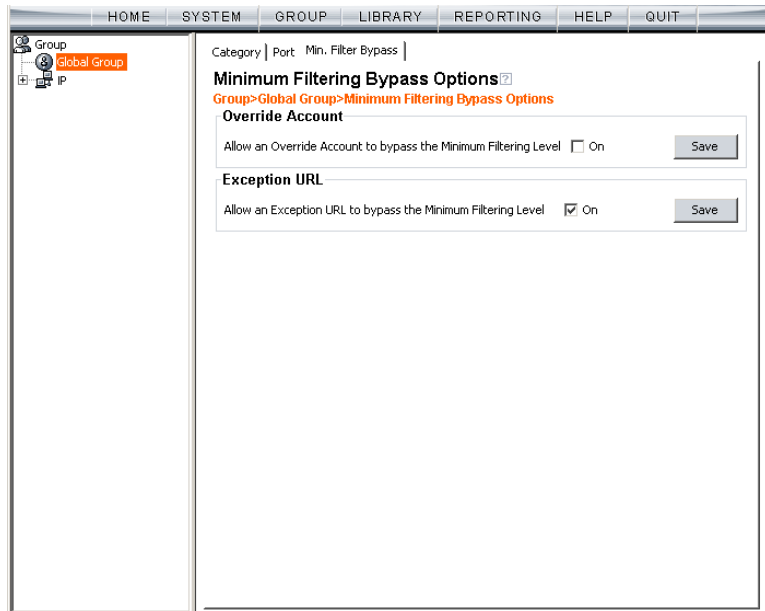 HOME SYSTEM GROUP LIBRARY REPORTING HELP QUIT
Group
Global Group
IP
Category Port Min. Filter Bypass
Minimum Filtering Bypass Options ?
Group>Global Group>Minimum Filtering Bypass Options
Override Account
Allow an Override Account to bypass the Minimum Filtering Level On Save
Exception URL
Allow an Exception URL to bypass the Minimum Filtering Level On Save